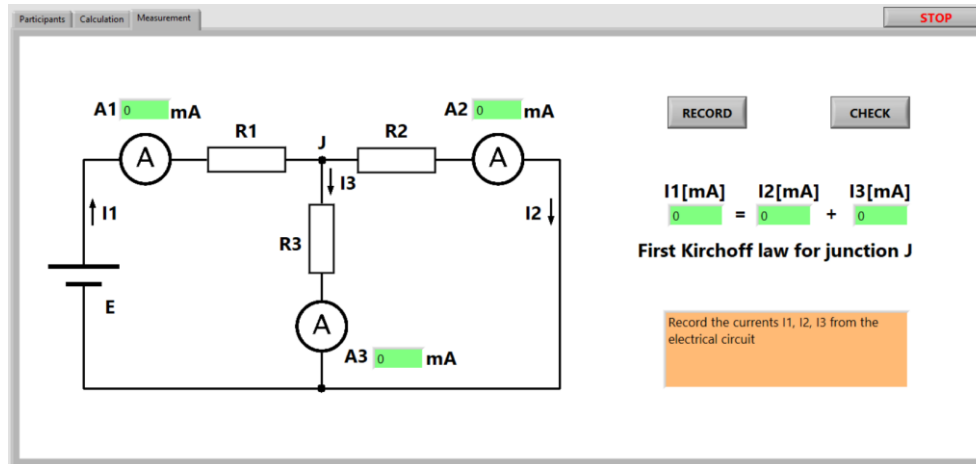 Participants Calculation Measurement STOP
A1 0 mA A2 0 mA
RECORD CHECK
R1 J R2
A A
I3
I1[mA] I2[mA] I3[mA]
I1 I2 0 = 0 + 0
R3
First Kirchoff law for junction J
E
A
Record the currents I1, I2, I3 from the
electrical circuit
A3 0 mA